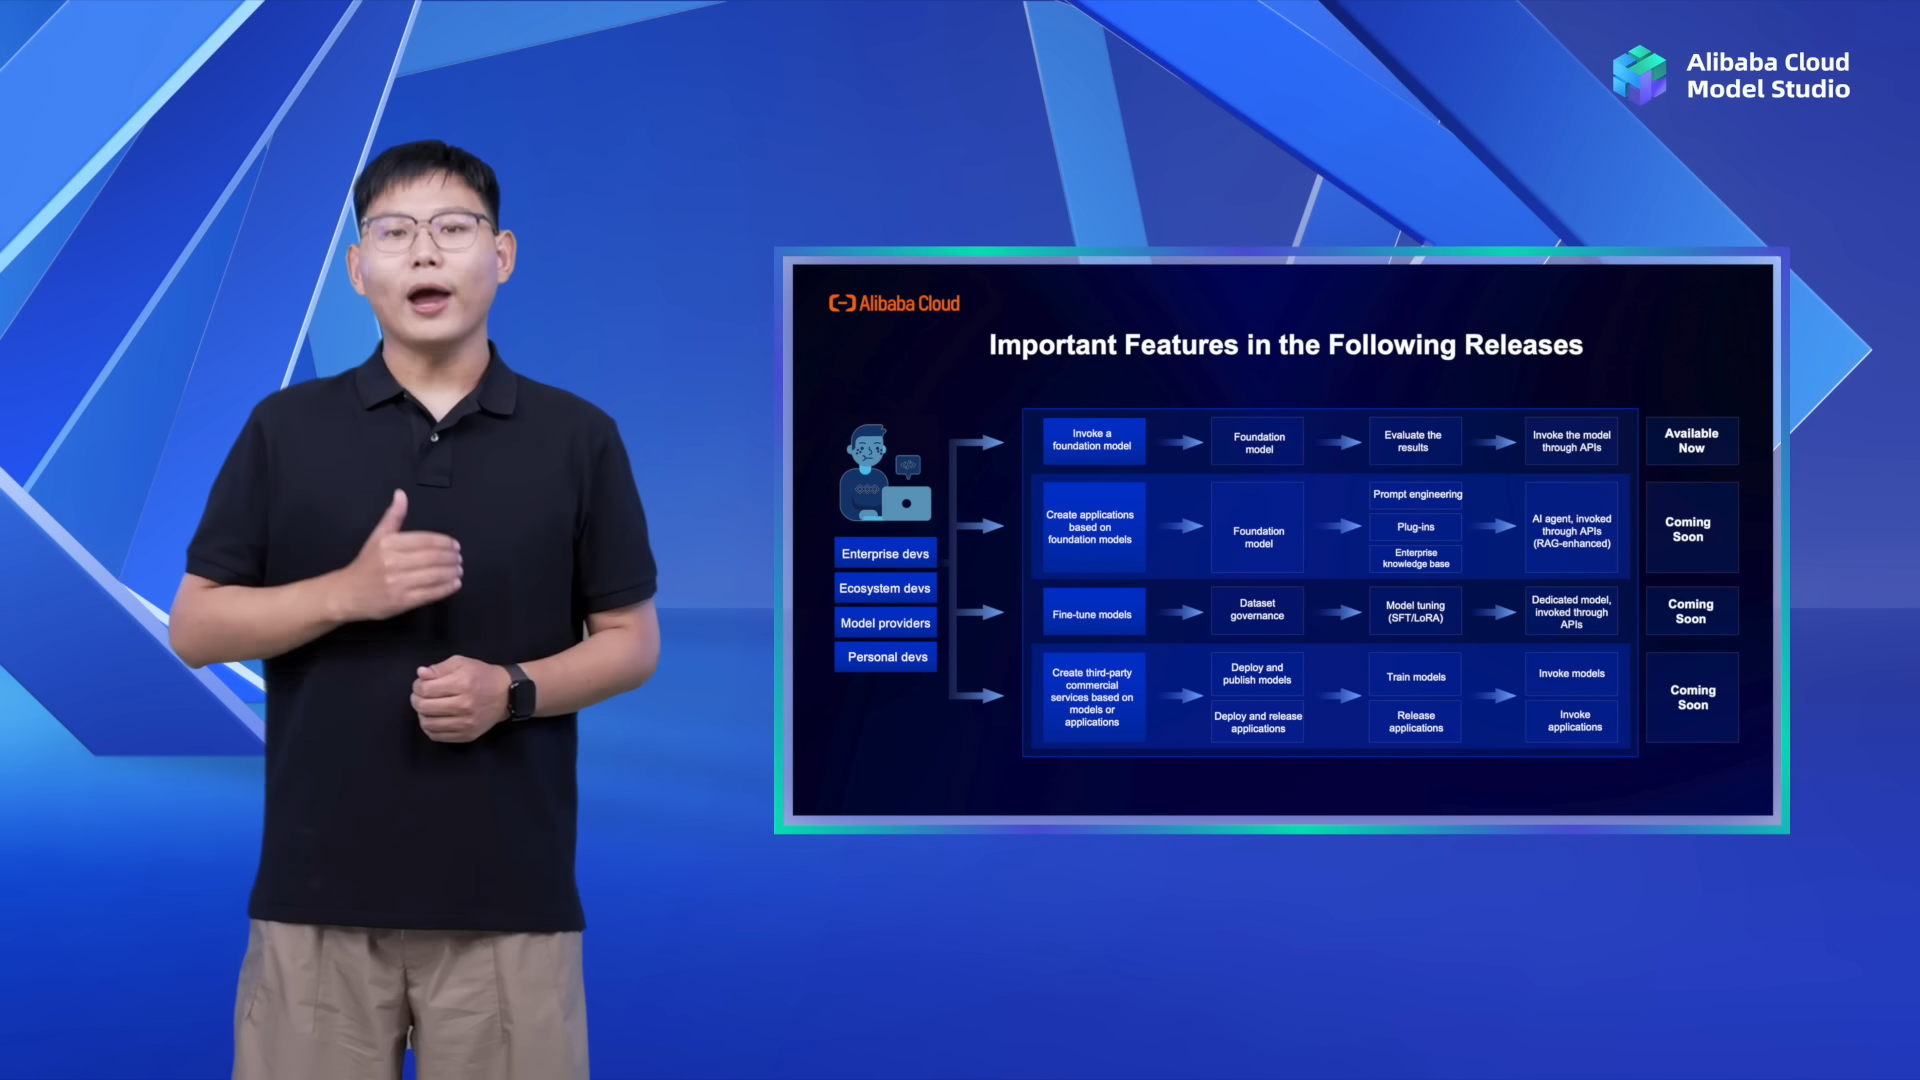 Alibaba Cloud
Model Studio
Alibaba Cloud
Important Features in the Following Releases
Enterprise devs
Ecosystem devs
Model providers
Personal devs
Invoke a
foundation model
Foundation
model
Evaluate the
results
Invoke the model
through APIs
Available
Now
Create applications
based on
foundation models
Foundation
model
Prompt engineering
Plug-ins
Enterprise
knowledge base
AI agent, invoked
through APIs
(RAG-enhanced)
Coming
Soon
Fine-tune models
Dataset
governance
Model tuning
(SFT/LoRA)
Dedicated model,
invoked through
APIs
Coming
Soon
Create third-party
commercial
services based on
models or
applications
Deploy and
publish models
Deploy and release
applications
Train models
Release
applications
Invoke models
Invoke
applications
Coming
Soon